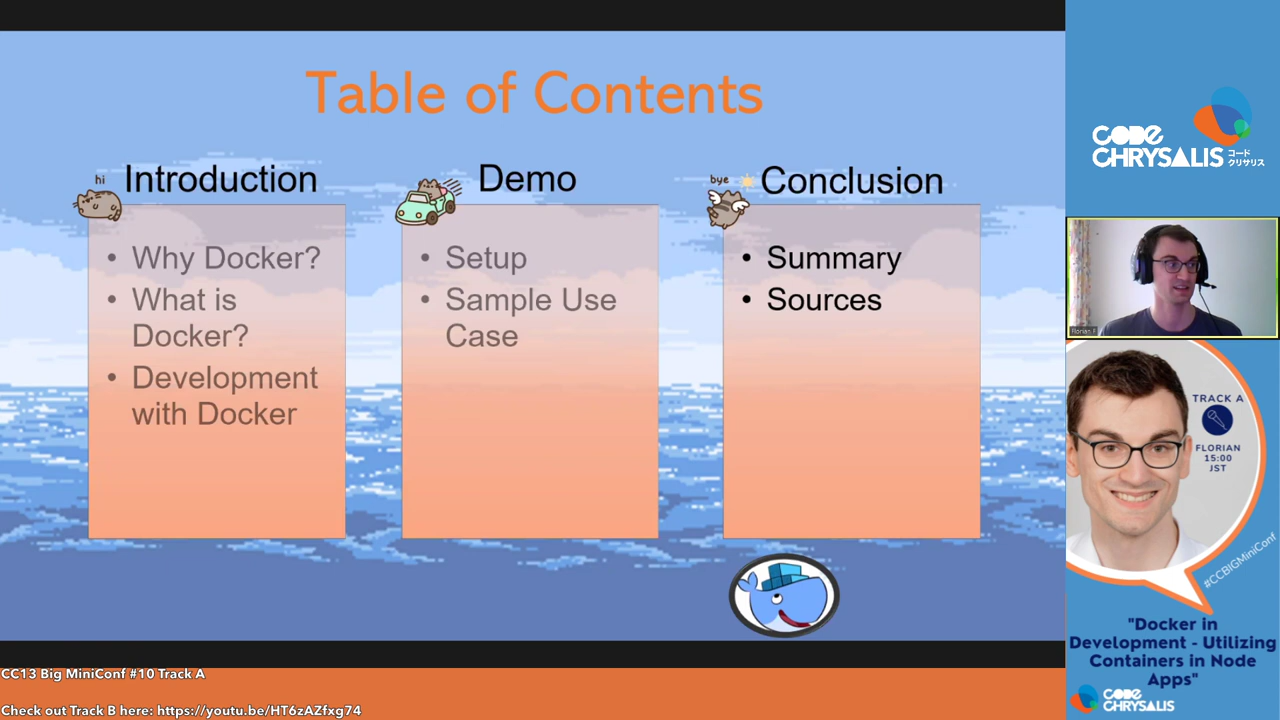 Table of Contents
hi
Introduction
• Why Docker?
• What is
Docker?
• Development
with Docker
Demo
• Setup
• Sample Use
Case
bye
Conclusion
• Summary
• Sources
CODE
CHRYSALIS
コード
クリサリス
Florian
TRACK A
FLORIAN
15:00
JST
#CCBIGMiniConf
"Docker in
Development - Utilizing
Containers in Node
Apps"
CODE
CHRYSALIS
CC13 Big MiniConf #10 Track A
Check out Track B here: https://youtu.be/HT6zAZfxg74